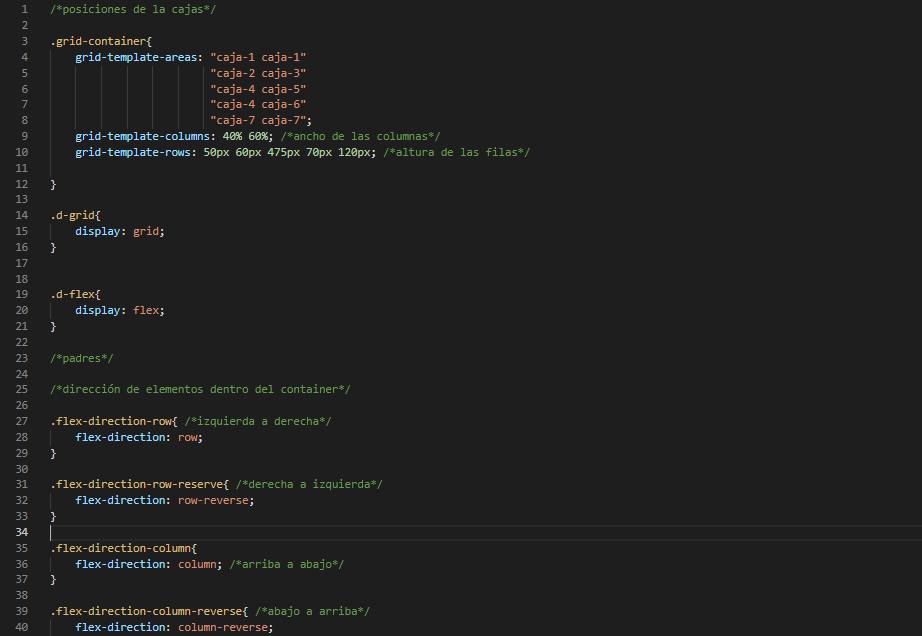 1 /*posiciones de la cajas*/
2
3 .grid-container{
4 grid-template-areas: "caja-1 caja-1"
5 "caja-2 caja-3"
6 "caja-4 caja-5"
7 "caja-4 caja-6"
8 "caja-7 caja-7";
9 grid-template-columns: 40% 60%; /*ancho de las columnas*/
10 grid-template-rows: 50px 60px 475px 70px 120px; /*altura de las filas*/
11
12 }
13
14 .d-grid{
15 display: grid;
16 }
17
18
19 .d-flex{
20 display: flex;
21 }
22
23 /*padres*/
24
25 /*dirección de elementos dentro del container*/
26
27 .flex-direction-row{ /*izquierda a derecha*/
28 flex-direction: row;
29 }
30
31 .flex-direction-row-reserve{ /*derecha a izquierda*/
32 flex-direction: row-reverse;
33 }
34
35 .flex-direction-column{
36 flex-direction: column; /*arriba a abajo*/
37 }
38
39 .flex-direction-column-reverse{ /*abajo a arriba*/
40 flex-direction: column-reverse;